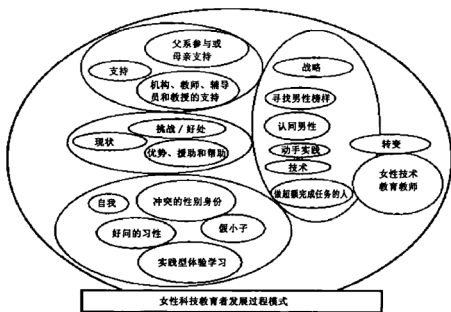 父系参与或
母亲支持
支持
机构、教师、辅导
员和教授的支持
挑战／好处
现状
优势、援助和帮助
自我
冲突的性别身份
好问的习性
假小子
实践型体验学习
战略
寻找男性榜样
认同男性
动手实践
技术
做超额完成任务的人
转变
女性技术
教育教师
女性科技教育者发展过程模式